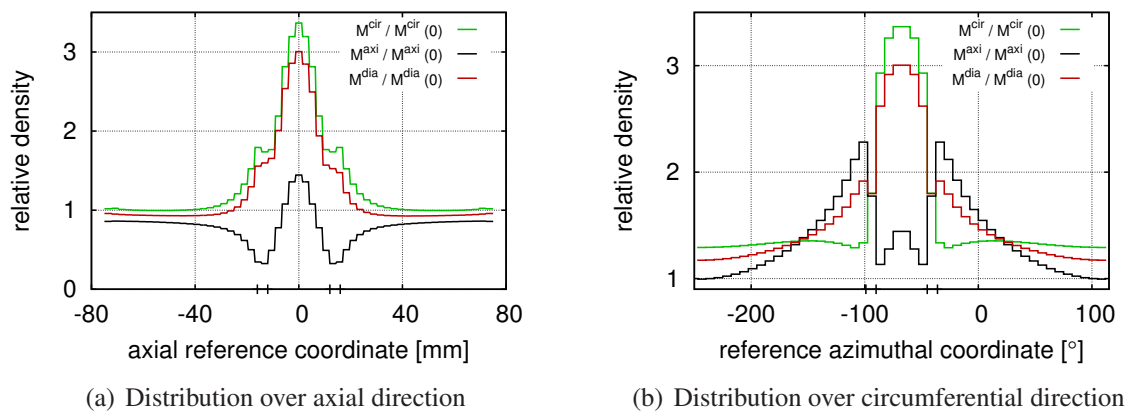 relative density
3
2
1
0
M^cir / M^cir (0)
M^axi / M^axi (0)
M^dia / M^dia (0)
-80 -40 0 40 80
axial reference coordinate [mm]
(a) Distribution over axial direction
relative density
3
2
1
M^cir / M^cir (0)
M^axi / M^axi (0)
M^dia / M^dia (0)
-200 -100 0 100
reference azimuthal coordinate [°]
(b) Distribution over circumferential direction